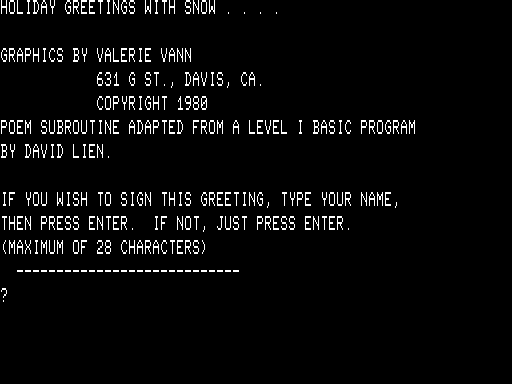 HOLIDAY GREETINGS WITH SNOW . . . .
GRAPHICS BY VALERIE VANN
631 G ST., DAVIS, CA.
COPYRIGHT 1980
POEM SUBROUTINE ADAPTED FROM A LEVEL I BASIC PROGRAM
BY DAVID LIEN.
IF YOU WISH TO SIGN THIS GREETING, TYPE YOUR NAME,
THEN PRESS ENTER.  IF NOT, JUST PRESS ENTER.
(MAXIMUM OF 28 CHARACTERS)
----------------------------
?